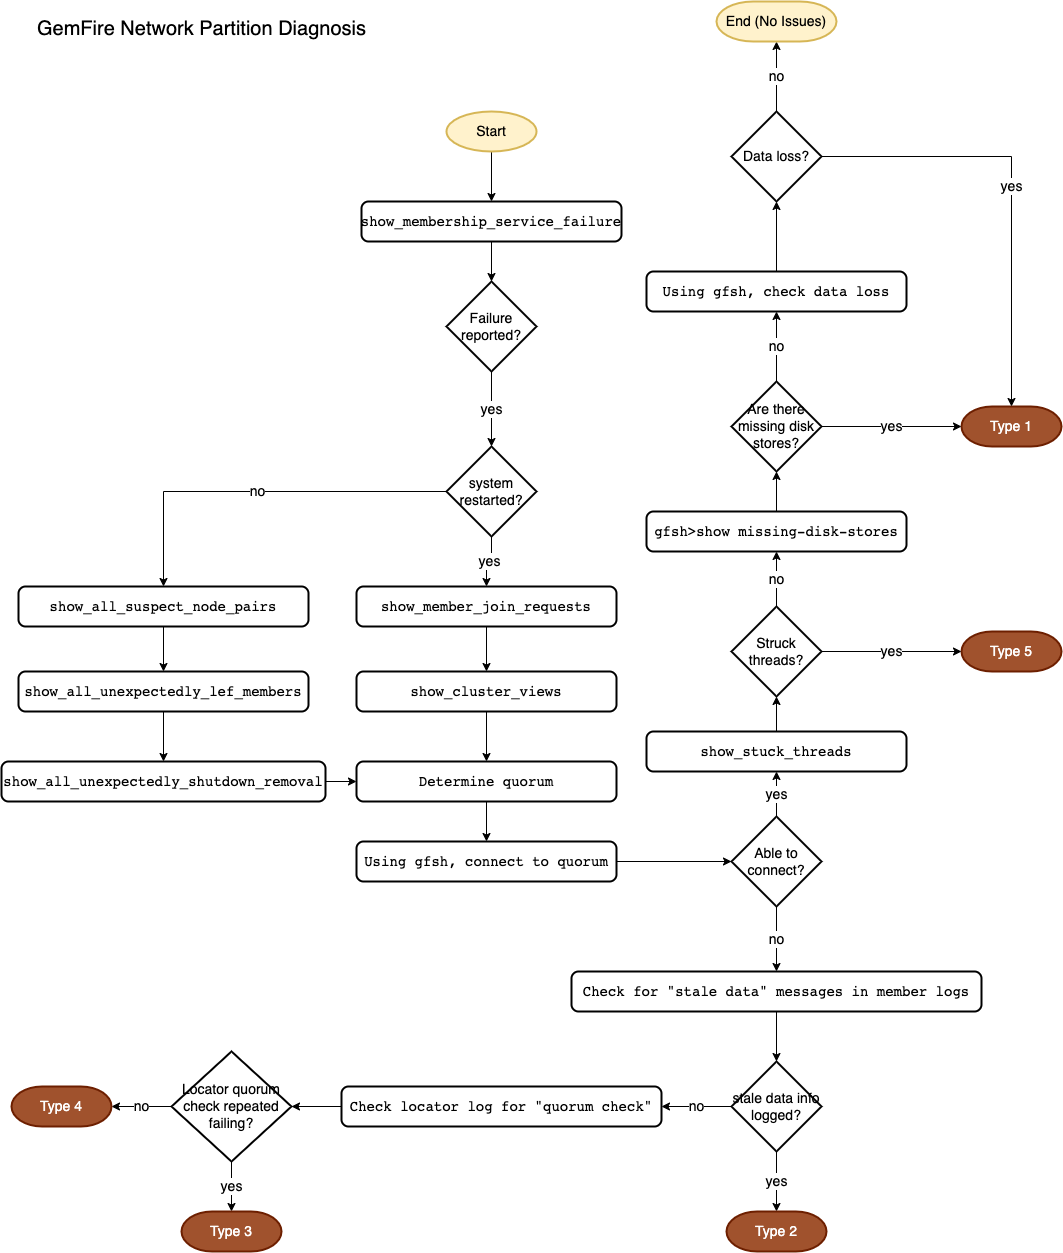 GemFire Network Partition Diagnosis
End (No Issues)
no
Data loss?
yes
Start
show_membership_service_failure
Using gfsh, check data loss
Failure
reported?
no
yes
Are there
missing disk
stores?
yes
Type 1
system
restarted?
no
yes
gfsh>show missing-disk-stores
no
show_all_suspect_node_pairs
show_member_join_requests
Struck
threads?
yes
Type 5
show_all_unexpectedly_lef_members
show_cluster_views
show_stuck_threads
show_all_unexpectedly_shutdown_removal
Determine quorum
yes
Using gfsh, connect to quorum
Able to
connect?
no
Check for "stale data" messages in member logs
Locator quorum
check repeated
failing?
Type 4
no
Check locator log for "quorum check"
no
stale data info
logged?
yes
yes
Type 3
Type 2